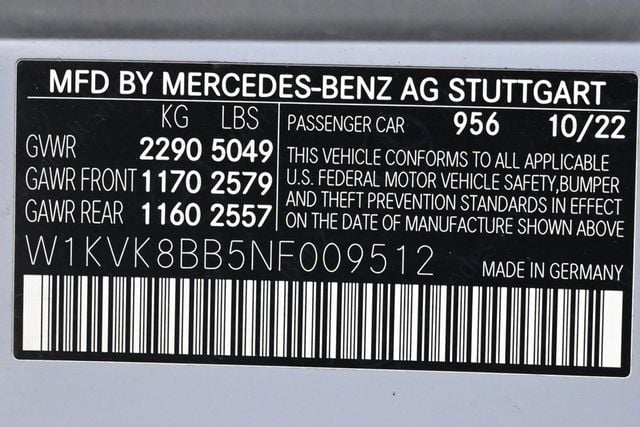 MFD BY MERCEDES-BENZ AG STUTTGART
KG LBS
GVWR 2290 5049
GAWR FRONT 1170 2579
GAWR REAR 1160 2557
PASSENGER CAR 956 10/22
THIS VEHICLE CONFORMS TO ALL APPLICABLE
U.S. FEDERAL MOTOR VEHICLE SAFETY,BUMPER
AND THEFT PREVENTION STANDARDS IN EFFECT
ON THE DATE OF MANUFACTURE SHOWN ABOVE
W1KVK8BB5NF009512 MADE IN GERMANY